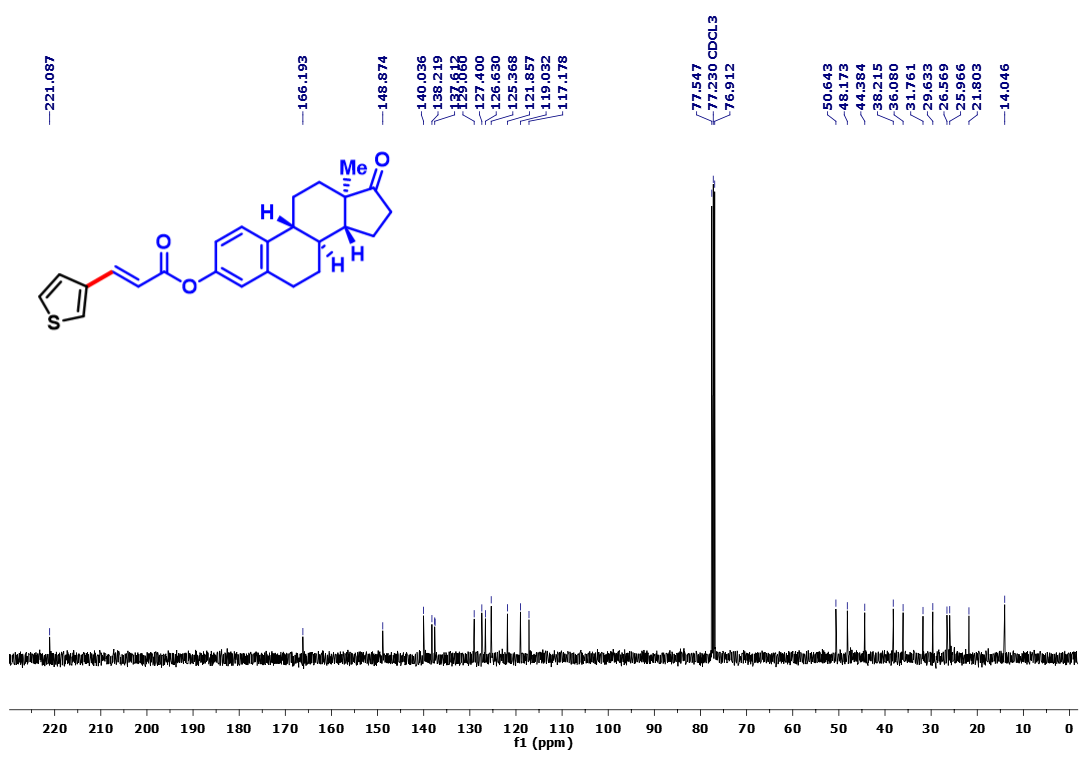 221.087
166.193
148.874
140.036
138.219
137.612
129.060
127.400
126.630
125.368
121.857
119.032
117.178
77.547
77.230 CDCL3
76.912
50.643
48.173
44.384
38.215
36.080
31.761
29.633
26.569
25.966
21.803
14.046
Me
O
H
H
H
O
O
S
220 210 200 190 180 170 160 150 140 130 120 110 100 90 80 70 60 50 40 30 20 10 0
f1 (ppm)